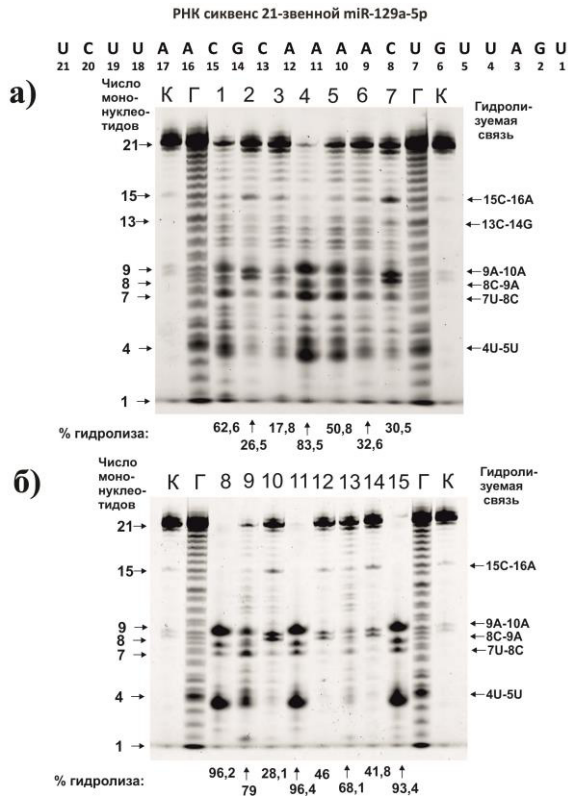 РНК сиквенс 21-звенной miR-129a-5p
U C U U A A C G C A A A A C U G U U A G U
21 20 19 18 17 16 15 14 13 12 11 10 9 8 7 6 5 4 3 2 1
а)
Число моно-
нуклео-
тидов
К Г 1 2 3 4 5 6 7 Г К
Гидроли-
зуемая
связь
21
15 15C-16A
13 13C-14G
9 9A-10A
8 8C-9A
7 7U-8C
4 4U-5U
1
% гидролиза: 62,6 17,8 50,8 30,5
26,5 83,5 32,6
б)
Число
моно-
нуклео-
тидов
К Г 8 9 10 11 12 13 14 15 Г К
Гидроли-
зуемая
связь
21
15 15C-16A
9 9A-10A
8 8C-9A
7 7U-8C
4 4U-5U
1
% гидролиза: 96,2 28,1 46 41,8
79 96,4 68,1 93,4